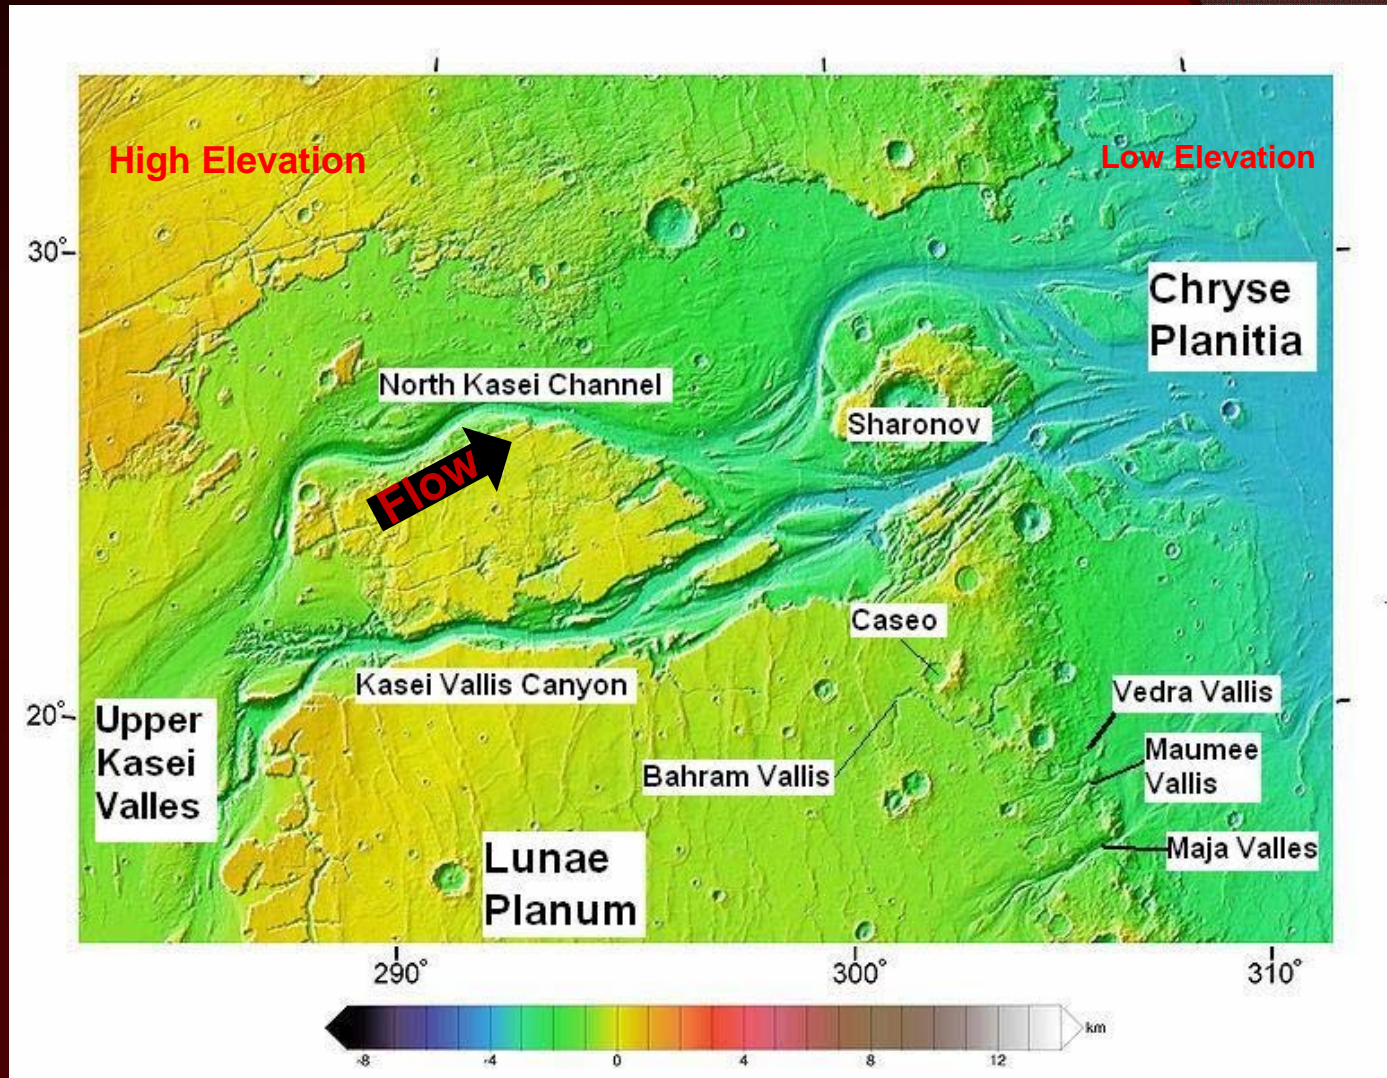 High Elevation
Low Elevation
30°
Chryse
Planitia
North Kasei Channel
Sharonov
Flow
Caseo
Kasei Vallis Canyon
Vedra Vallis
20°
Upper
Kasei
Valles
Maumee
Vallis
Bahram Vallis
Maja Valles
Lunae
Planum
290°
300°
310°
km
-8
-4
0
4
8
12